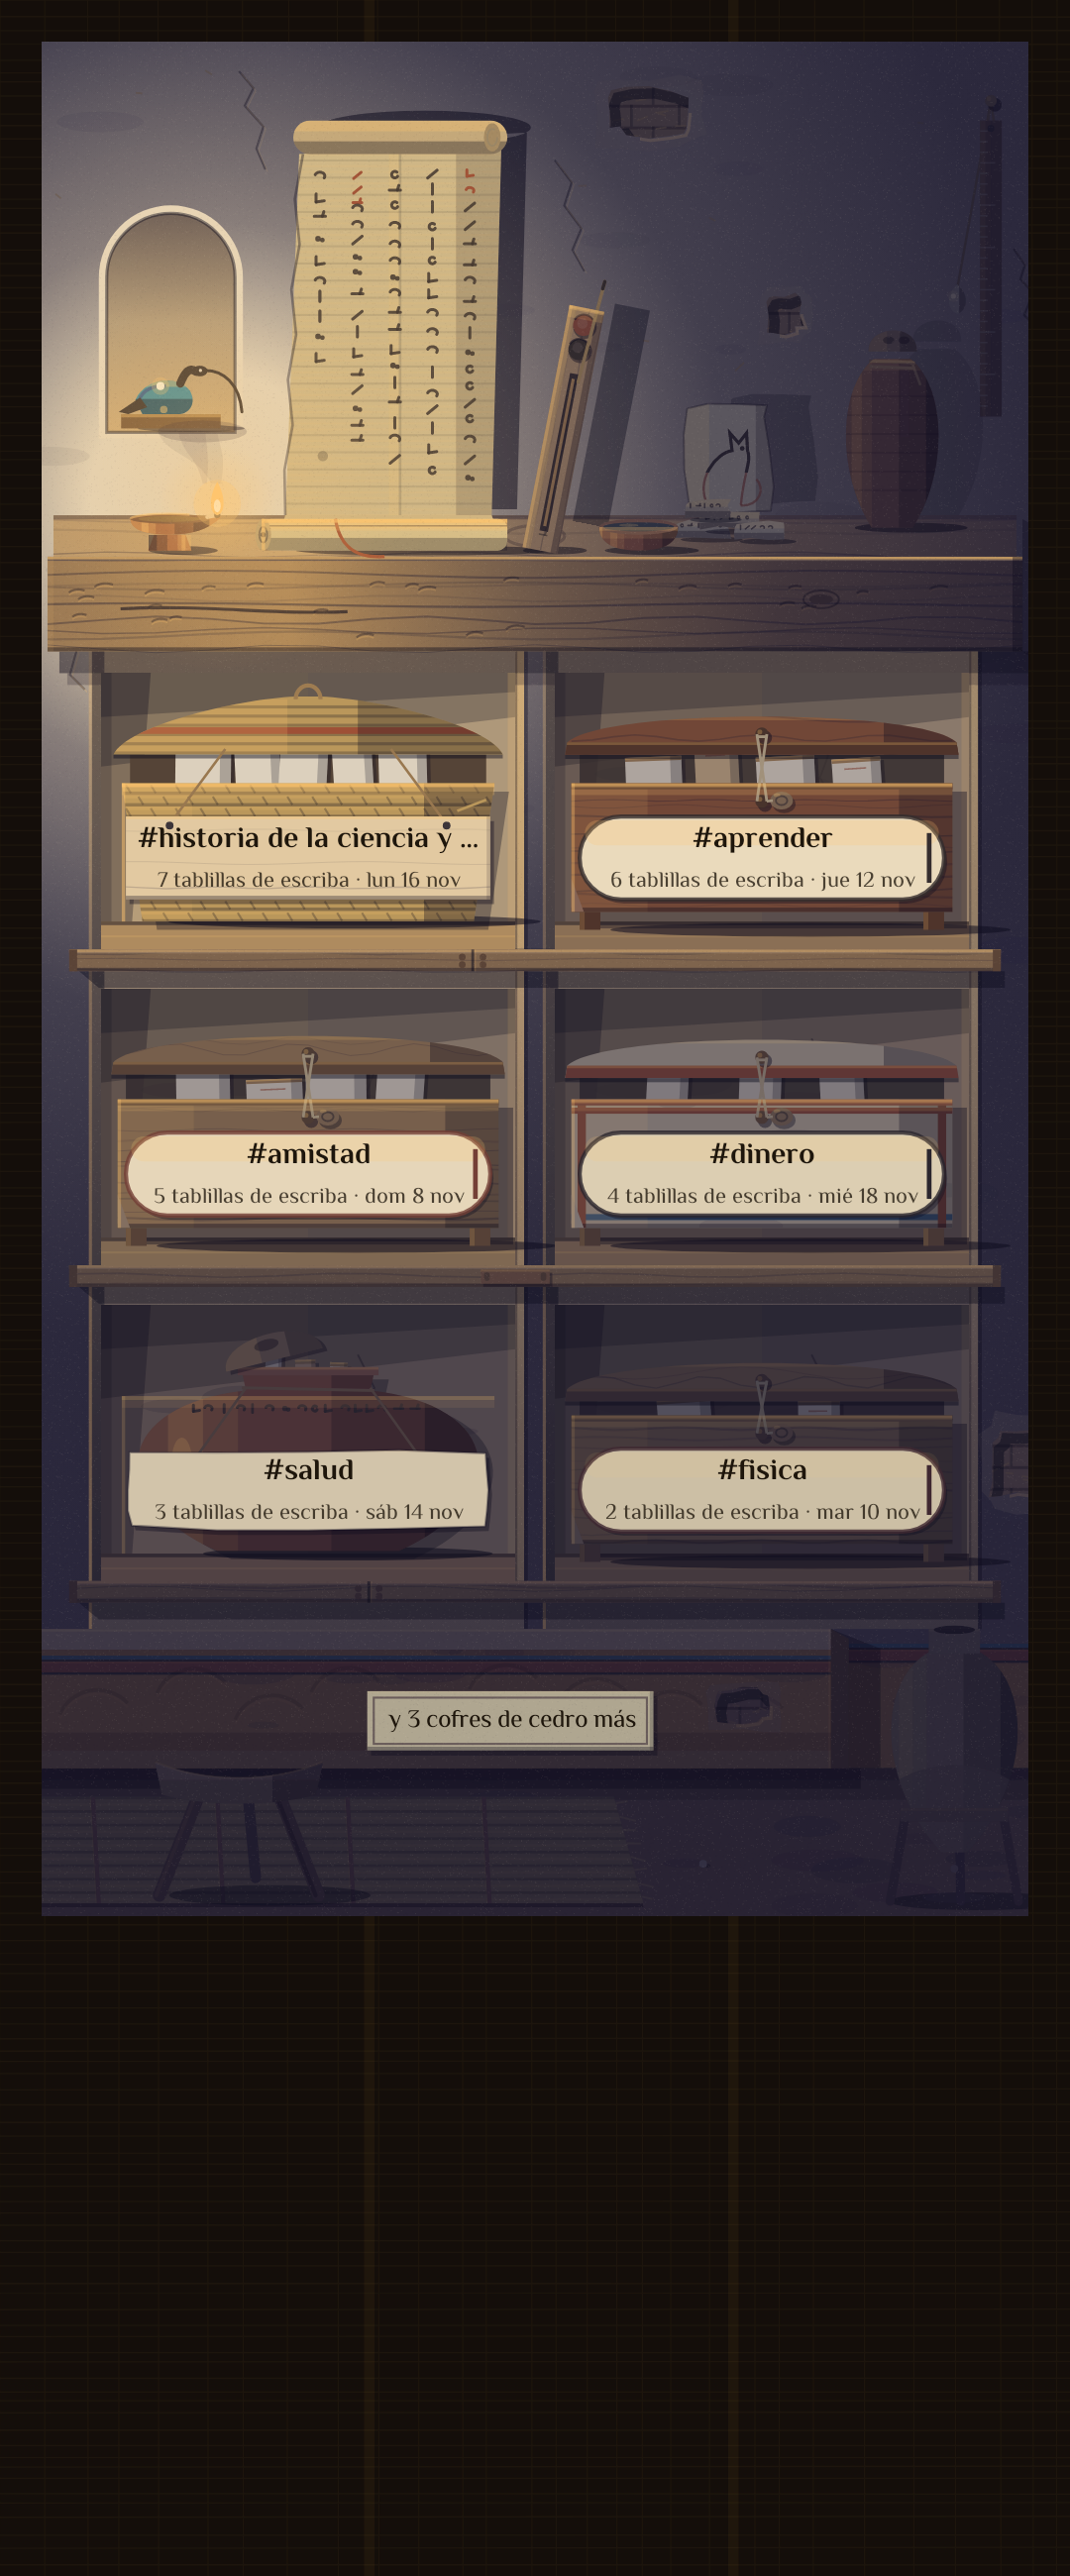 #historia de la ciencia y ...
7 tablillas de escriba · lun 16 nov
#aprender
6 tablillas de escriba · jue 12 nov
#amistad
5 tablillas de escriba · dom 8 nov
#dinero
4 tablillas de escriba · mié 18 nov
#salud
3 tablillas de escriba · sáb 14 nov
#fisica
2 tablillas de escriba · mar 10 nov
y 3 cofres de cedro más